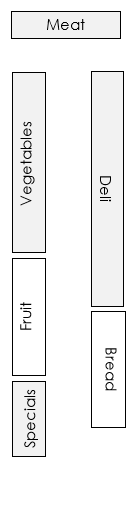 Meat
Vegetables
Deli
Fruit
Bread
Specials